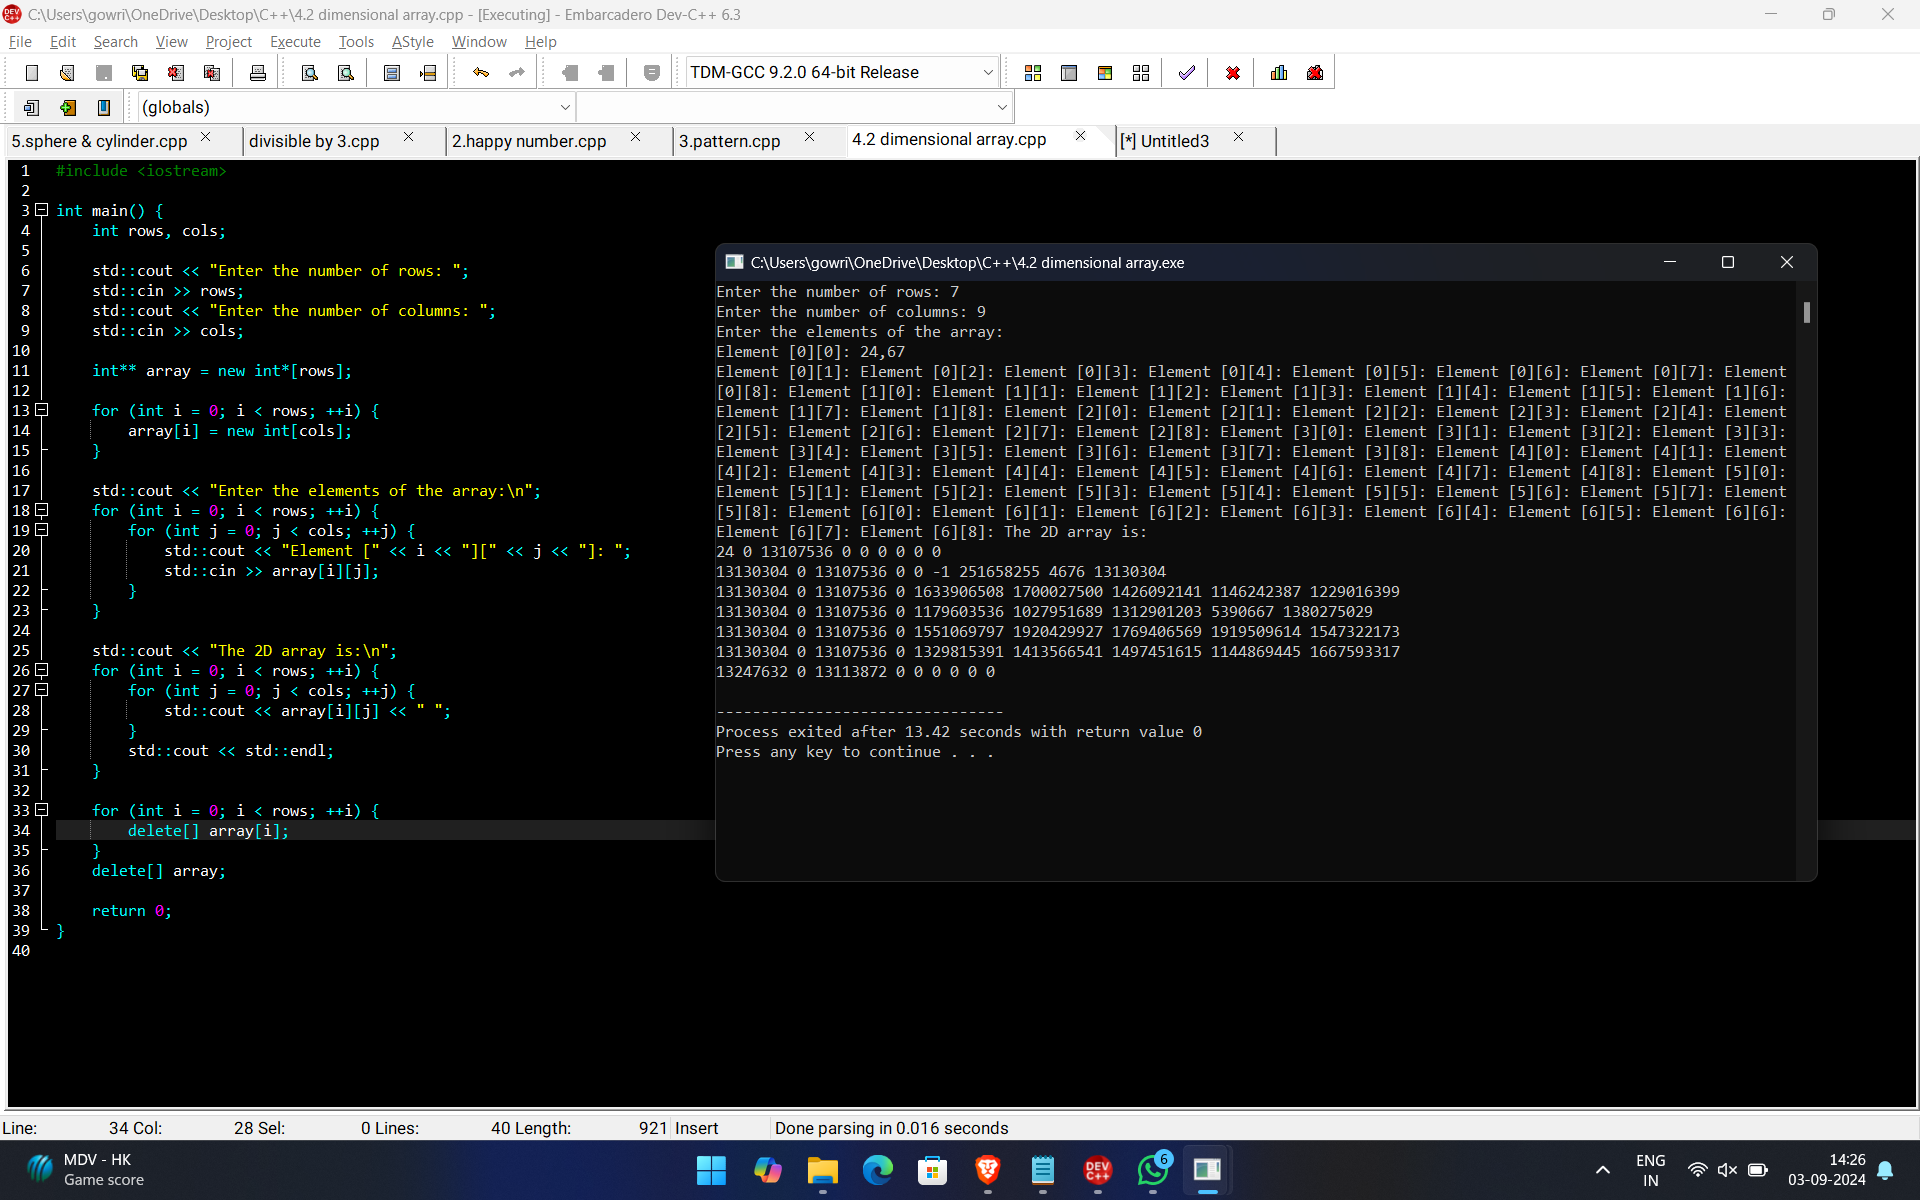 C:\Users\gowri\OneDrive\Desktop\C++\4.2 dimensional array.cpp - [Executing] - Embarcadero Dev-C++ 6.3
File Edit Search View Project Execute Tools AStyle Window Help
TDM-GCC 9.2.0 64-bit Release
(globals)
5.sphere & cylinder.cpp divisible by 3.cpp 2.happy number.cpp 3.pattern.cpp 4.2 dimensional array.cpp [*] Untitled3
1 #include <iostream>
2
3 int main() {
4 int rows, cols;
5
6 std::cout << "Enter the number of rows: ";
7 std::cin >> rows;
8 std::cout << "Enter the number of columns: ";
9 std::cin >> cols;
10
11 int** array = new int*[rows];
12
13 for (int i = 0; i < rows; ++i) {
14 array[i] = new int[cols];
15 }
16
17 std::cout << "Enter the elements of the array:\n";
18 for (int i = 0; i < rows; ++i) {
19 for (int j = 0; j < cols; ++j) {
20 std::cout << "Element [" << i << "][" << j << "]: ";
21 std::cin >> array[i][j];
22 }
23 }
24
25 std::cout << "The 2D array is:\n";
26 for (int i = 0; i < rows; ++i) {
27 for (int j = 0; j < cols; ++j) {
28 std::cout << array[i][j] << " ";
29 }
30 std::cout << std::endl;
31 }
32
33 for (int i = 0; i < rows; ++i) {
34 delete[] array[i];
35 }
36 delete[] array;
37
38 return 0;
39 }
40
C:\Users\gowri\OneDrive\Desktop\C++\4.2 dimensional array.exe
Enter the number of rows: 7
Enter the number of columns: 9
Enter the elements of the array:
Element [0][0]: 24,67
Element [0][1]: Element [0][2]: Element [0][3]: Element [0][4]: Element [0][5]: Element [0][6]: Element [0][7]: Element
[0][8]: Element [1][0]: Element [1][1]: Element [1][2]: Element [1][3]: Element [1][4]: Element [1][5]: Element [1][6]:
Element [1][7]: Element [1][8]: Element [2][0]: Element [2][1]: Element [2][2]: Element [2][3]: Element [2][4]: Element
[2][5]: Element [2][6]: Element [2][7]: Element [2][8]: Element [3][0]: Element [3][1]: Element [3][2]: Element [3][3]:
Element [3][4]: Element [3][5]: Element [3][6]: Element [3][7]: Element [3][8]: Element [4][0]: Element [4][1]: Element
[4][2]: Element [4][3]: Element [4][4]: Element [4][5]: Element [4][6]: Element [4][7]: Element [4][8]: Element [5][0]:
Element [5][1]: Element [5][2]: Element [5][3]: Element [5][4]: Element [5][5]: Element [5][6]: Element [5][7]: Element
[5][8]: Element [6][0]: Element [6][1]: Element [6][2]: Element [6][3]: Element [6][4]: Element [6][5]: Element [6][6]:
Element [6][7]: Element [6][8]: The 2D array is:
24 0 13107536 0 0 0 0 0 0
13130304 0 13107536 0 0 -1 251658255 4676 13130304
13130304 0 13107536 0 1633906508 1700027500 1426092141 1146242387 1229016399
13130304 0 13107536 0 1179603536 1027951689 1312901203 5390667 1380275029
13130304 0 13107536 0 1551069797 1920429927 1769406569 1919509614 1547322173
13130304 0 13107536 0 1329815391 1413566541 1497451615 1144869445 1667593317
13247632 0 13113872 0 0 0 0 0 0
--------------------------------
Process exited after 13.42 seconds with return value 0
Press any key to continue . . .
Line: 34 Col: 28 Sel: 0 Lines: 40 Length: 921 Insert Done parsing in 0.016 seconds
MDV - HK
Game score
DEV C++
6
ENG
IN
14:26
03-09-2024